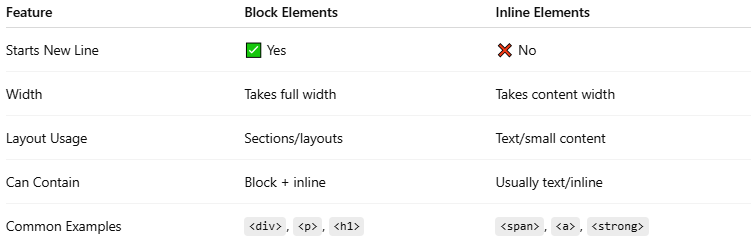 Feature Block Elements Inline Elements
Starts New Line ✅ Yes ❌ No
Width Takes full width Takes content width
Layout Usage Sections/layouts Text/small content
Can Contain Block + inline Usually text/inline
Common Examples <div>, <p>, <h1> <span>, <a>, <strong>